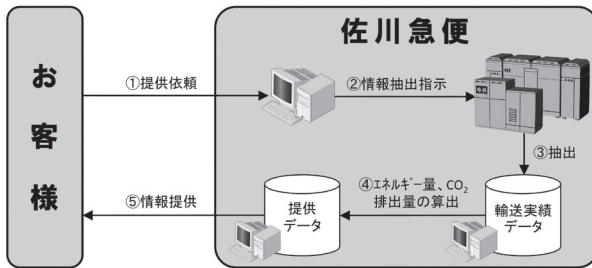 佐川急便
お客様
①提供依頼
②情報抽出指示
③抽出
④エネルギー量、CO₂
排出量の算出
⑤情報提供
提供
データ
輸送実績
データ